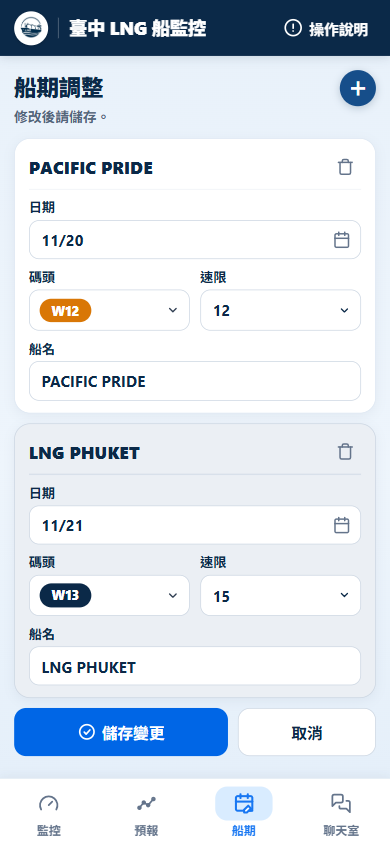 臺中 LNG 船監控
操作說明
船期調整
修改後請儲存。
PACIFIC PRIDE
日期
11/20
碼頭 速限
W12 12
船名
PACIFIC PRIDE
LNG PHUKET
日期
11/21
碼頭 速限
W13 15
船名
LNG PHUKET
儲存變更 取消
監控 預報 船期 聊天室